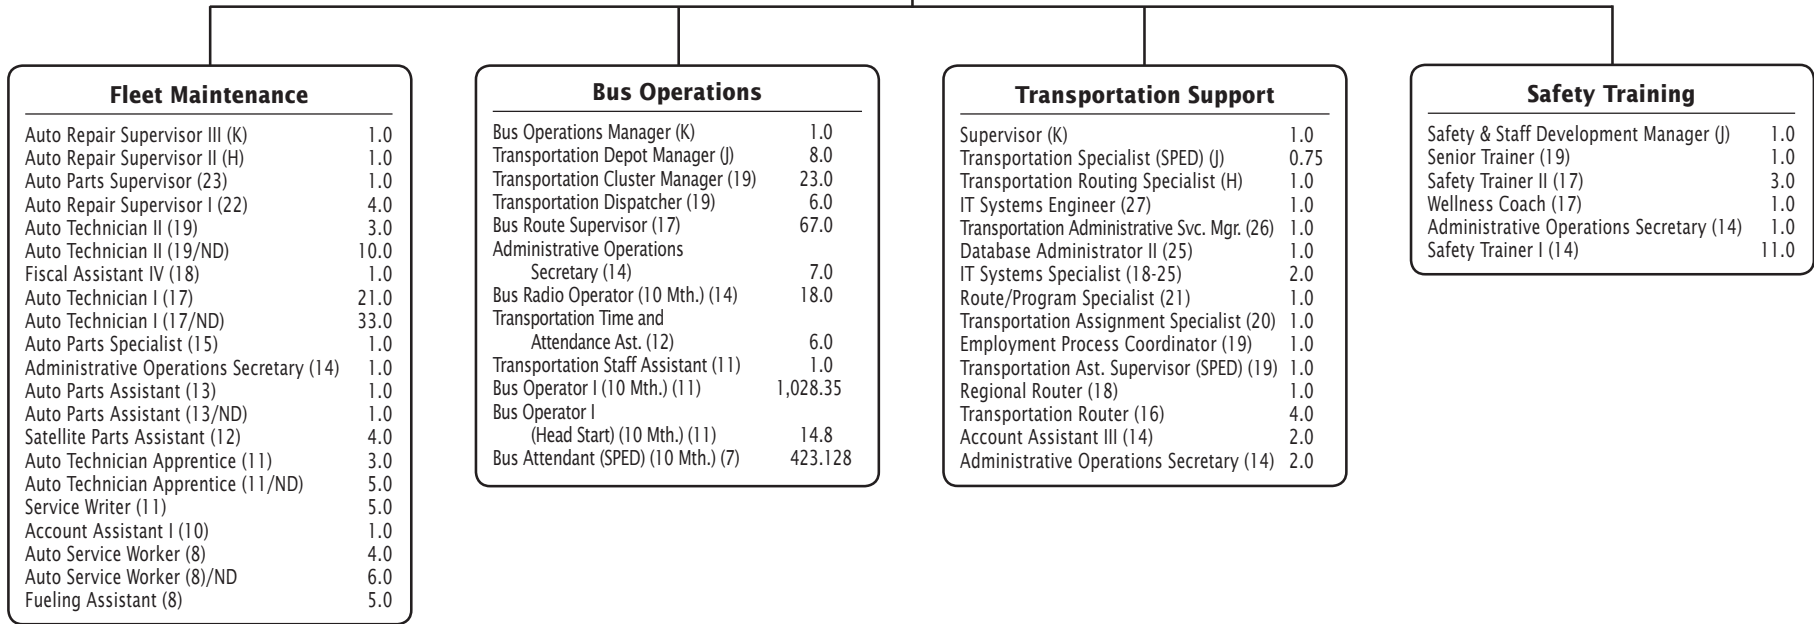 Fleet Maintenance
Auto Repair Supervisor III (K) 1.0
Auto Repair Supervisor II (H) 1.0
Auto Parts Supervisor (23) 1.0
Auto Repair Supervisor I (22) 4.0
Auto Technician II (19) 3.0
Auto Technician II (19/ND) 10.0
Fiscal Assistant IV (18) 1.0
Auto Technician I (17) 21.0
Auto Technician I (17/ND) 33.0
Auto Parts Specialist (15) 1.0
Administrative Operations Secretary (14) 1.0
Auto Parts Assistant (13) 1.0
Auto Parts Assistant (13/ND) 1.0
Satellite Parts Assistant (12) 4.0
Auto Technician Apprentice (11) 3.0
Auto Technician Apprentice (11/ND) 5.0
Service Writer (11) 5.0
Account Assistant I (10) 1.0
Auto Service Worker (8) 4.0
Auto Service Worker (8)/ND 6.0
Fueling Assistant (8) 5.0
Bus Operations
Bus Operations Manager (K) 1.0
Transportation Depot Manager (J) 8.0
Transportation Cluster Manager (19) 23.0
Transportation Dispatcher (19) 6.0
Bus Route Supervisor (17) 67.0
Administrative Operations
Secretary (14) 7.0
Bus Radio Operator (10 Mth.) (14) 18.0
Transportation Time and
Attendance Ast. (12) 6.0
Transportation Staff Assistant (11) 1.0
Bus Operator I (10 Mth.) (11) 1,028.35
Bus Operator I
(Head Start) (10 Mth.) (11) 14.8
Bus Attendant (SPED) (10 Mth.) (7) 423.128
Transportation Support
Supervisor (K) 1.0
Transportation Specialist (SPED) (J) 0.75
Transportation Routing Specialist (H) 1.0
IT Systems Engineer (27) 1.0
Transportation Administrative Svc. Mgr. (26) 1.0
Database Administrator II (25) 1.0
IT Systems Specialist (18-25) 2.0
Route/Program Specialist (21) 1.0
Transportation Assignment Specialist (20) 1.0
Employment Process Coordinator (19) 1.0
Transportation Ast. Supervisor (SPED) (19) 1.0
Regional Router (18) 1.0
Transportation Router (16) 4.0
Account Assistant III (14) 2.0
Administrative Operations Secretary (14) 2.0
Safety Training
Safety & Staff Development Manager (J) 1.0
Senior Trainer (19) 1.0
Safety Trainer II (17) 3.0
Wellness Coach (17) 1.0
Administrative Operations Secretary (14) 1.0
Safety Trainer I (14) 11.0